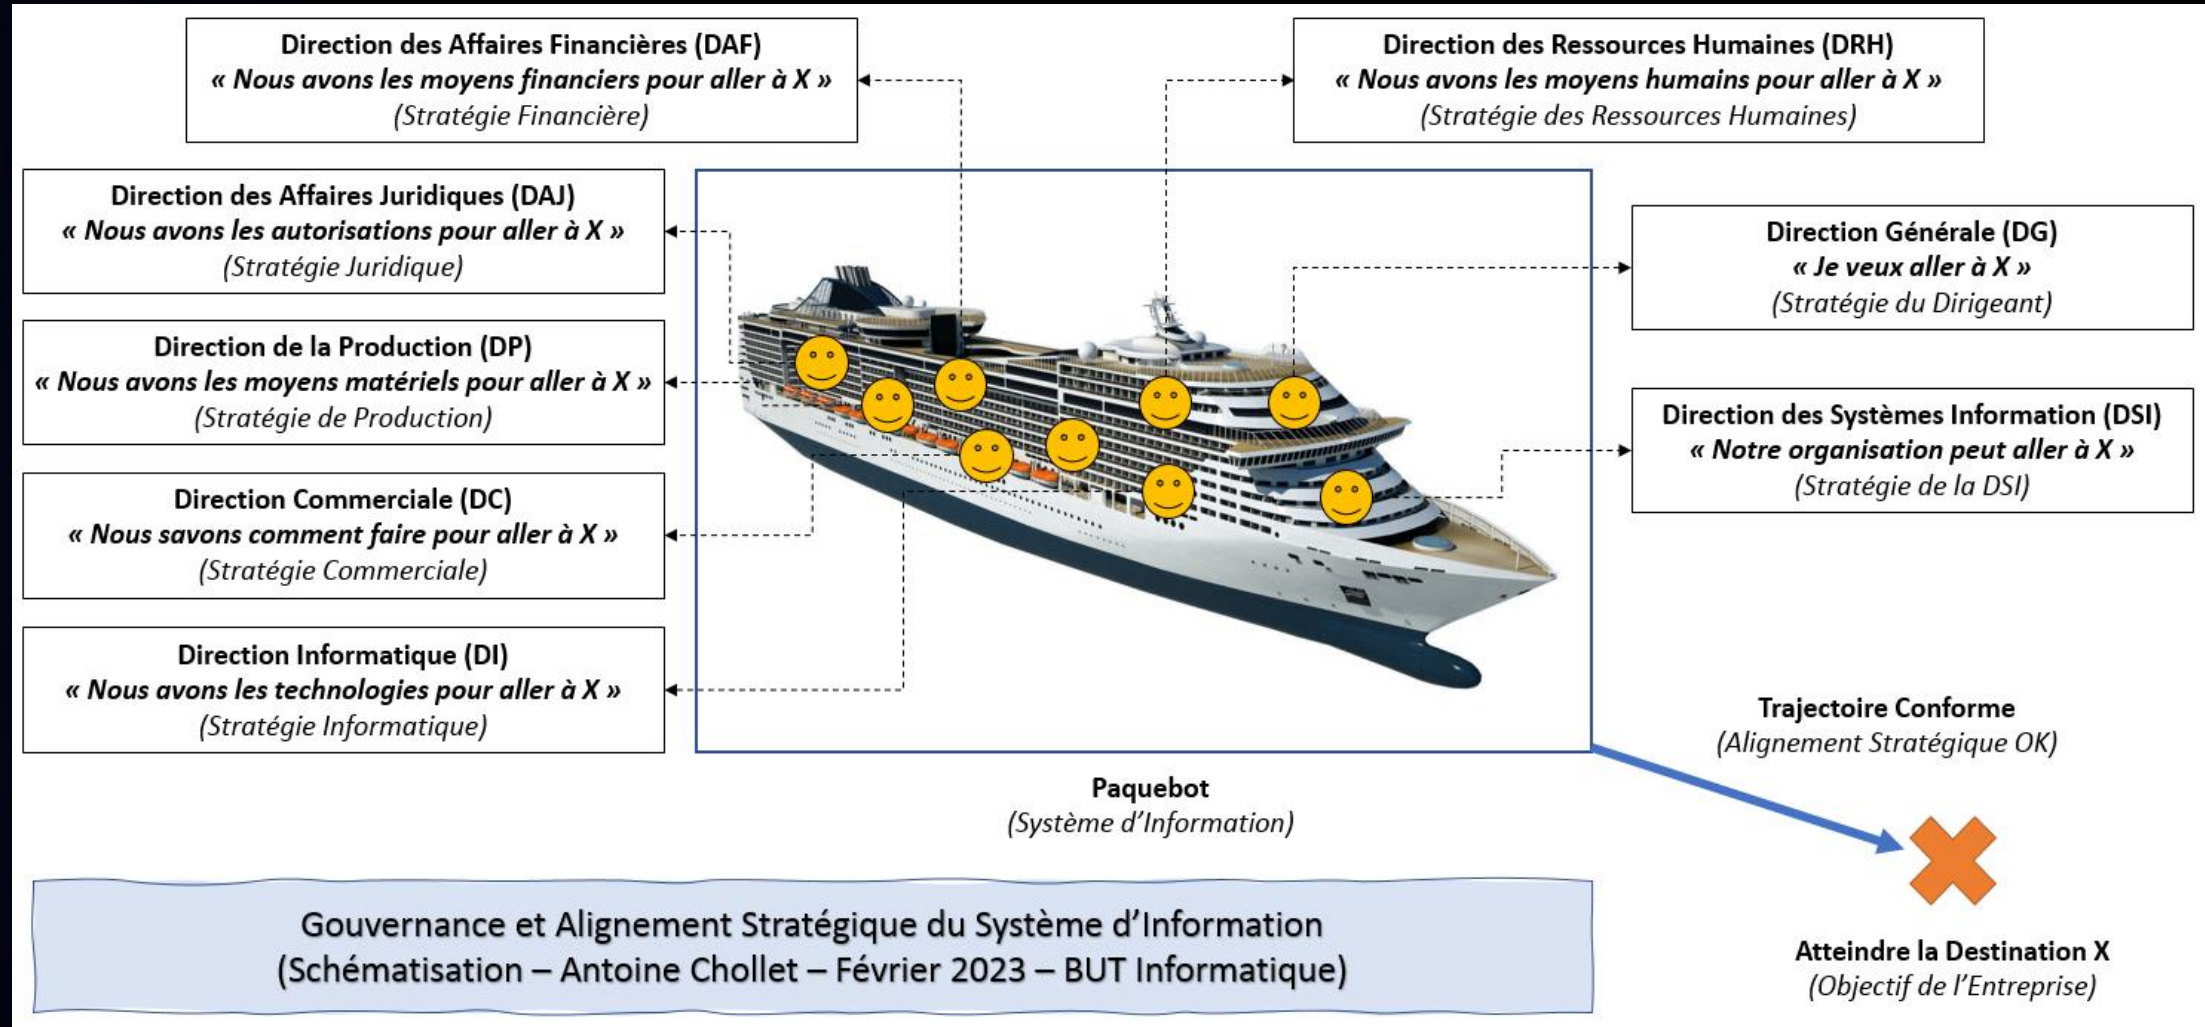 Direction des Affaires Financières (DAF)
« Nous avons les moyens financiers pour aller à X »
(Stratégie Financière)
Direction des Ressources Humaines (DRH)
« Nous avons les moyens humains pour aller à X »
(Stratégie des Ressources Humaines)
Direction des Affaires Juridiques (DAJ)
« Nous avons les autorisations pour aller à X »
(Stratégie Juridique)
Direction Générale (DG)
« Je veux aller à X »
(Stratégie du Dirigeant)
Direction de la Production (DP)
« Nous avons les moyens matériels pour aller à X »
(Stratégie de Production)
Direction des Systèmes Information (DSI)
« Notre organisation peut aller à X »
(Stratégie de la DSI)
Direction Commerciale (DC)
« Nous savons comment faire pour aller à X »
(Stratégie Commerciale)
Direction Informatique (DI)
« Nous avons les technologies pour aller à X »
(Stratégie Informatique)
Trajectoire Conforme
(Alignement Stratégique OK)
Paquebot
(Système d’Information)
Gouvernance et Alignement Stratégique du Système d’Information
(Schématisation – Antoine Chollet – Février 2023 – BUT Informatique)
Atteindre la Destination X
(Objectif de l’Entreprise)